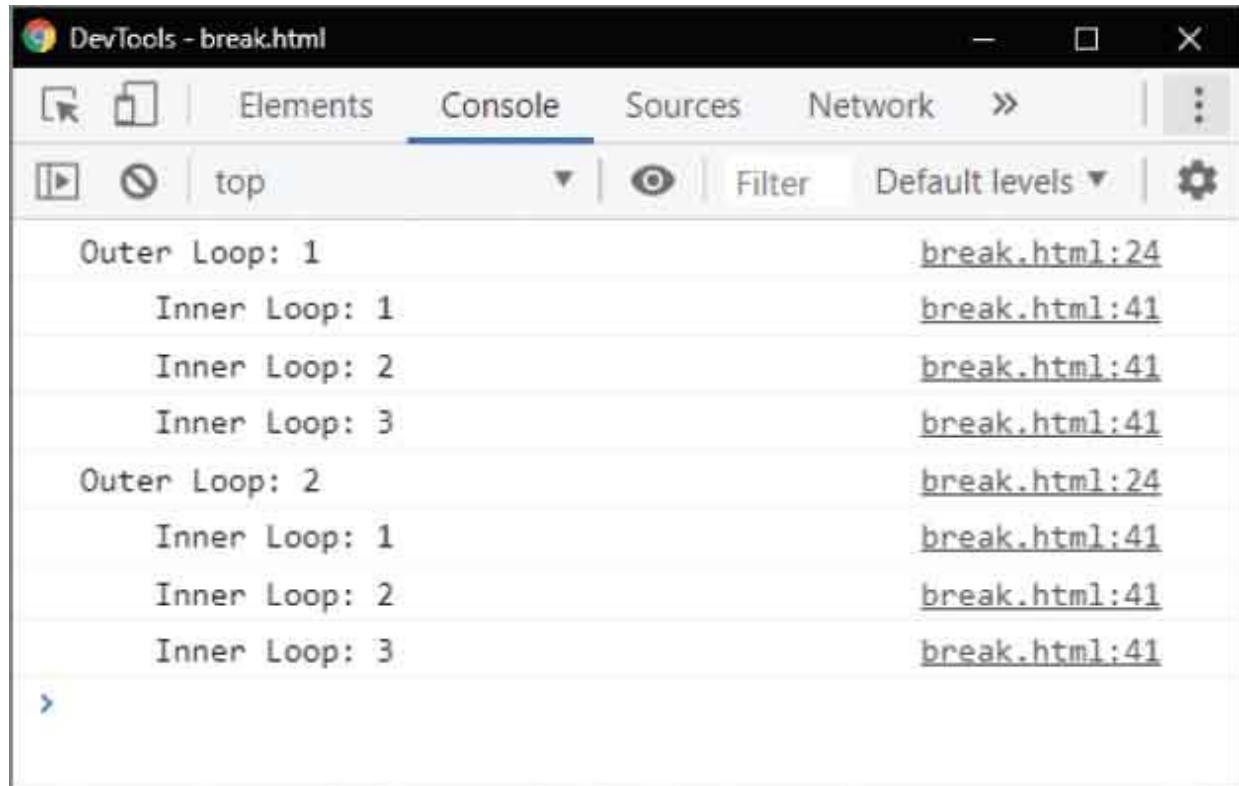 DevTools - break.html
Elements Console Sources Network »
top Filter Default levels
Outer Loop: 1 break.html:24
Inner Loop: 1 break.html:41
Inner Loop: 2 break.html:41
Inner Loop: 3 break.html:41
Outer Loop: 2 break.html:24
Inner Loop: 1 break.html:41
Inner Loop: 2 break.html:41
Inner Loop: 3 break.html:41